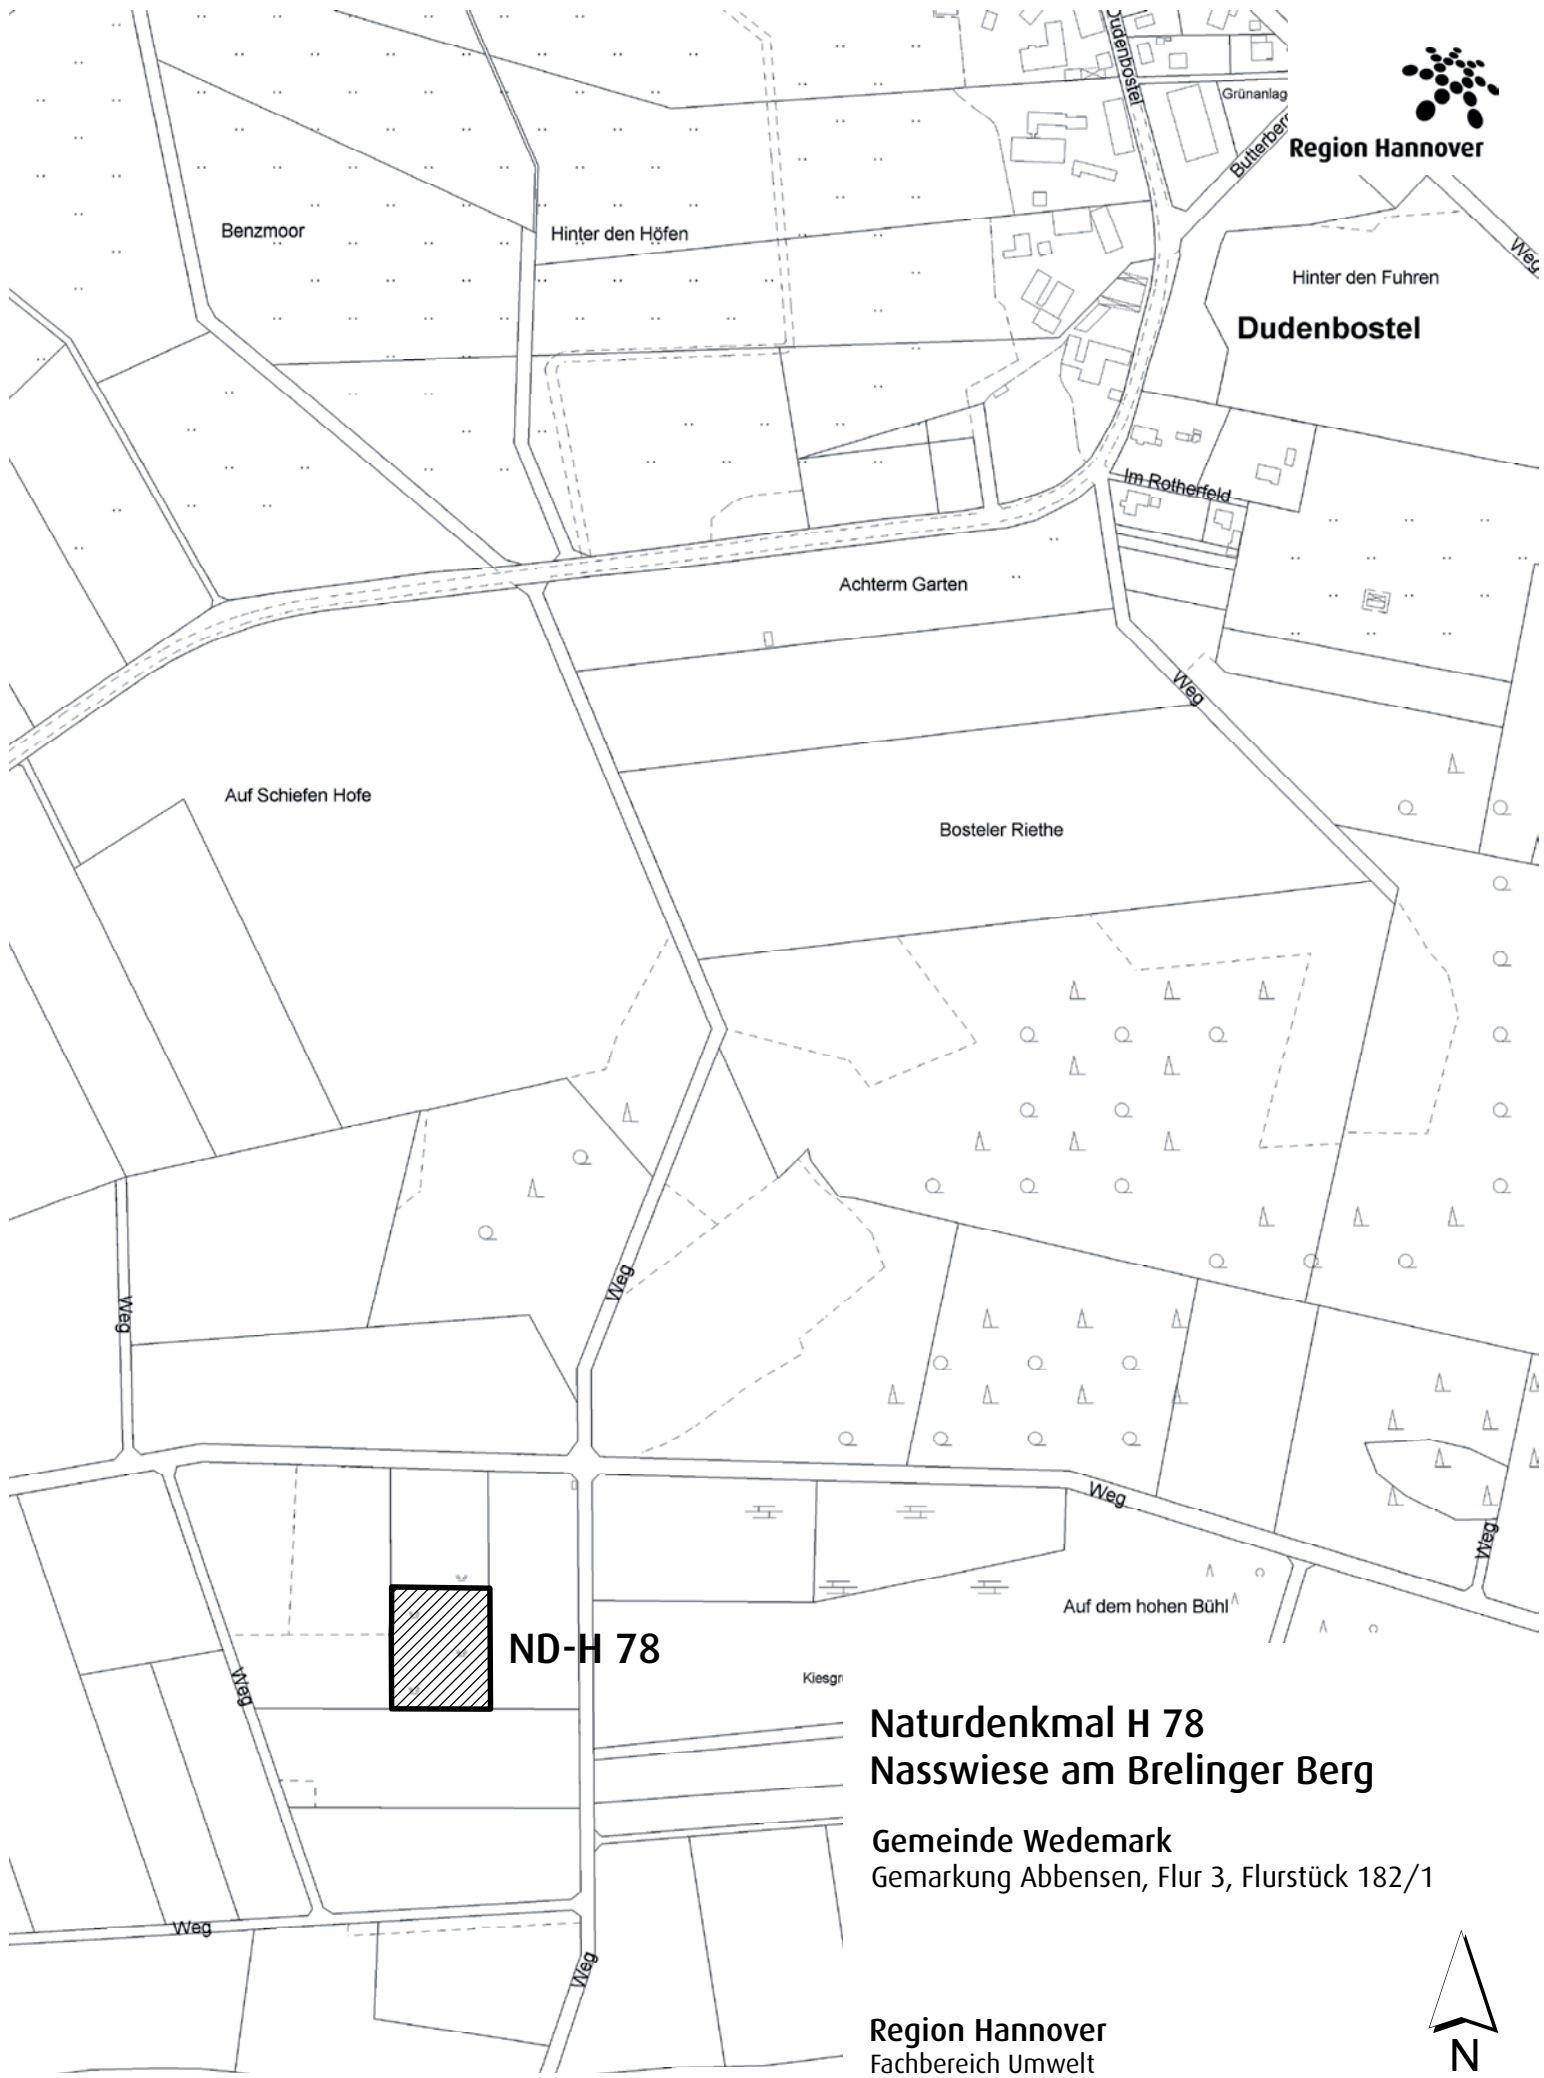 Dudenbostel
Grünanlag
Butterber
Region Hannover
Benzmoor
Hinter den Höfen
Weg
Hinter den Fuhren
Dudenbostel
Im Rotherfeld
Achterm Garten
Weg
Auf Schiefen Hofe
Bosteler Riethe
Weg
Weg
Weg
Weg
Auf dem hohen Bühl
ND-H 78
Weg
Kiesgr
Naturdenkmal H 78
Nasswiese am Brelinger Berg
Gemeinde Wedemark
Gemarkung Abbensen, Flur 3, Flurstück 182/1
Weg
Weg
Region Hannover
Fachbereich Umwelt
N